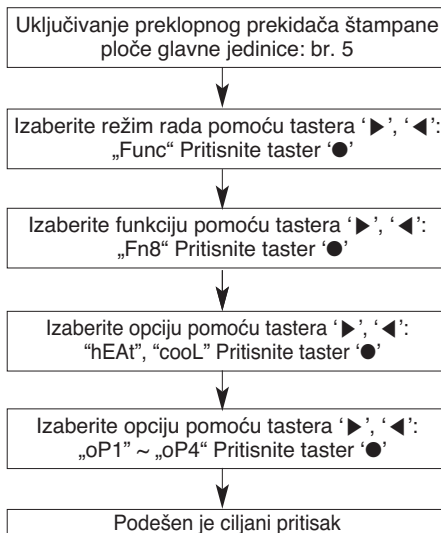 Uključivanje preklopnog prekidača štampane
ploče glavne jedinice: br. 5
Izaberite režim rada pomoću tastera ‘▶’, ‘◀’:
„Func“ Pritisnite taster ‘●’
Izaberite funkciju pomoću tastera ‘▶’, ‘◀’:
„Fn8“ Pritisnite taster ‘●’
Izaberite opciju pomoću tastera ‘▶’, ‘◀’:
“hEAt”, “cooL” Pritisnite taster ‘●’
Izaberite opciju pomoću tastera ‘▶’, ‘◀’:
„oP1” ~ „oP4“ Pritisnite taster ‘●’
Podešen je ciljani pritisak